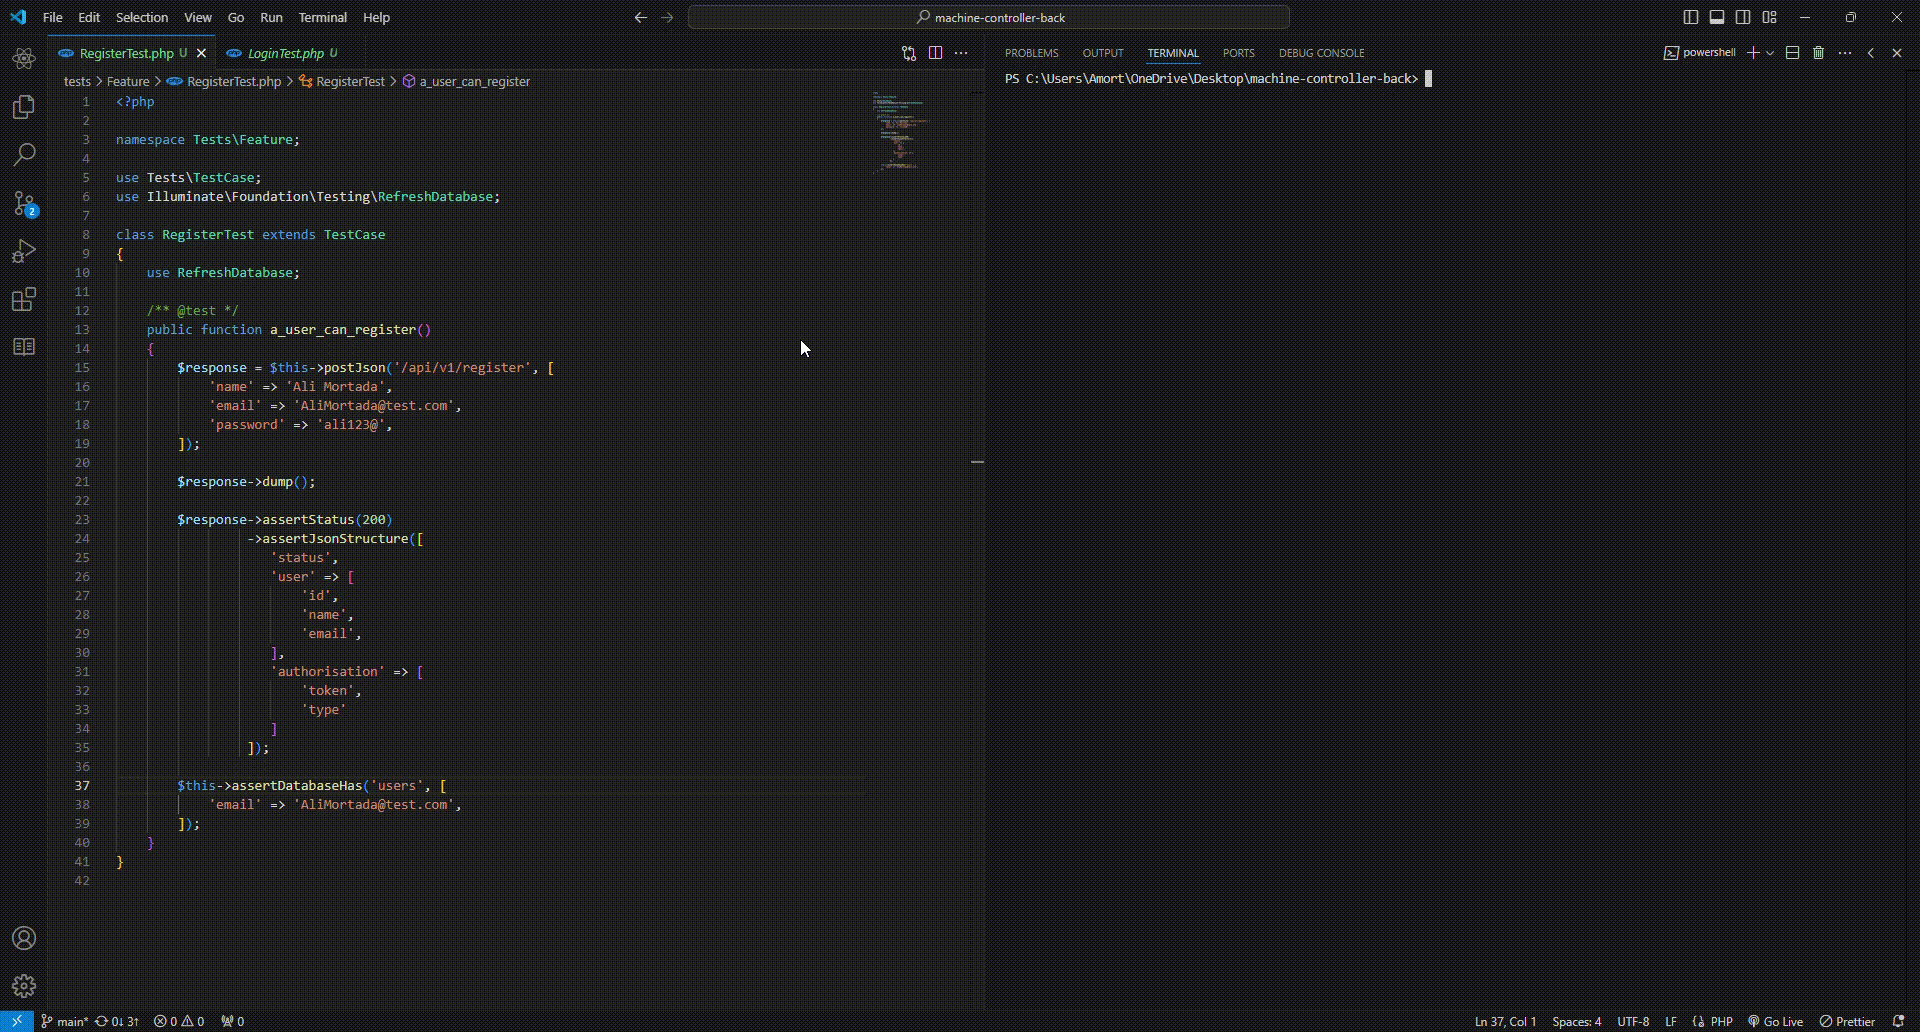 File Edit Selection View Go Run Terminal Help
machine-controller-back
RegisterTest.php U
LoginTest.php U
tests > Feature > RegisterTest.php > RegisterTest > a_user_can_register
1 <?php
2
3 namespace Tests\Feature;
4
5 use Tests\TestCase;
6 use Illuminate\Foundation\Testing\RefreshDatabase;
7
8 class RegisterTest extends TestCase
9 {
10 use RefreshDatabase;
11
12 /** @test */
13 public function a_user_can_register()
14 {
15 $response = $this->postJson('/api/v1/register', [
16 'name' => 'Ali Mortada',
17 'email' => 'AliMortada@test.com',
18 'password' => 'ali123@',
19 ]);
20
21 $response->dump();
22
23 $response->assertStatus(200)
24 ->assertJsonStructure([
25 'status',
26 'user' => [
27 'id',
28 'name',
29 'email',
30 ],
31 'authorisation' => [
32 'token',
33 'type'
34 ]
35 ]);
36
37 $this->assertDatabaseHas('users', [
38 'email' => 'AliMortada@test.com',
39 ]);
40 }
41 }
42
PROBLEMS OUTPUT TERMINAL PORTS DEBUG CONSOLE
powershell
PS C:\Users\Amort\OneDrive\Desktop\machine-controller-back>
2
main* 0↓ 3↑ 0 0 0
Ln 37, Col 1 Spaces: 4 UTF-8 LF PHP Go Live Prettier